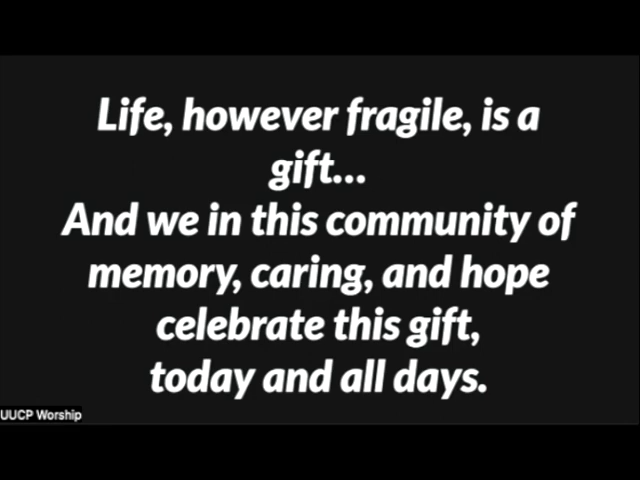 Life, however fragile, is a
gift...
And we in this community of
memory, caring, and hope
celebrate this gift,
today and all days.
UUCP Worship